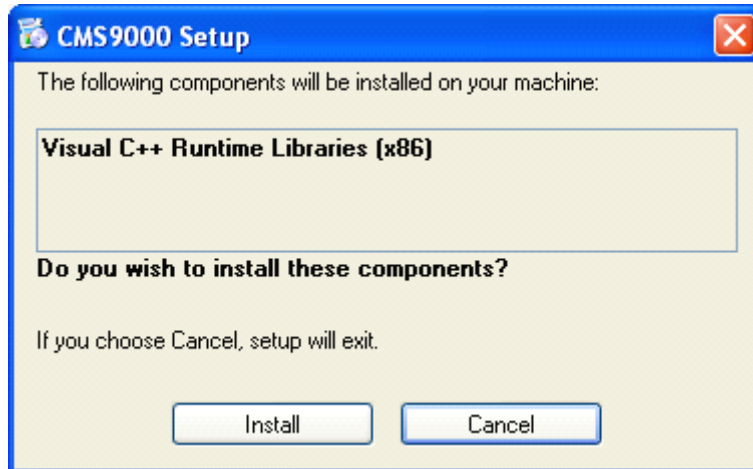 CMS9000 Setup
The following components will be installed on your machine:
Visual C++ Runtime Libraries (x86)
Do you wish to install these components?
If you choose Cancel, setup will exit.
Install
Cancel